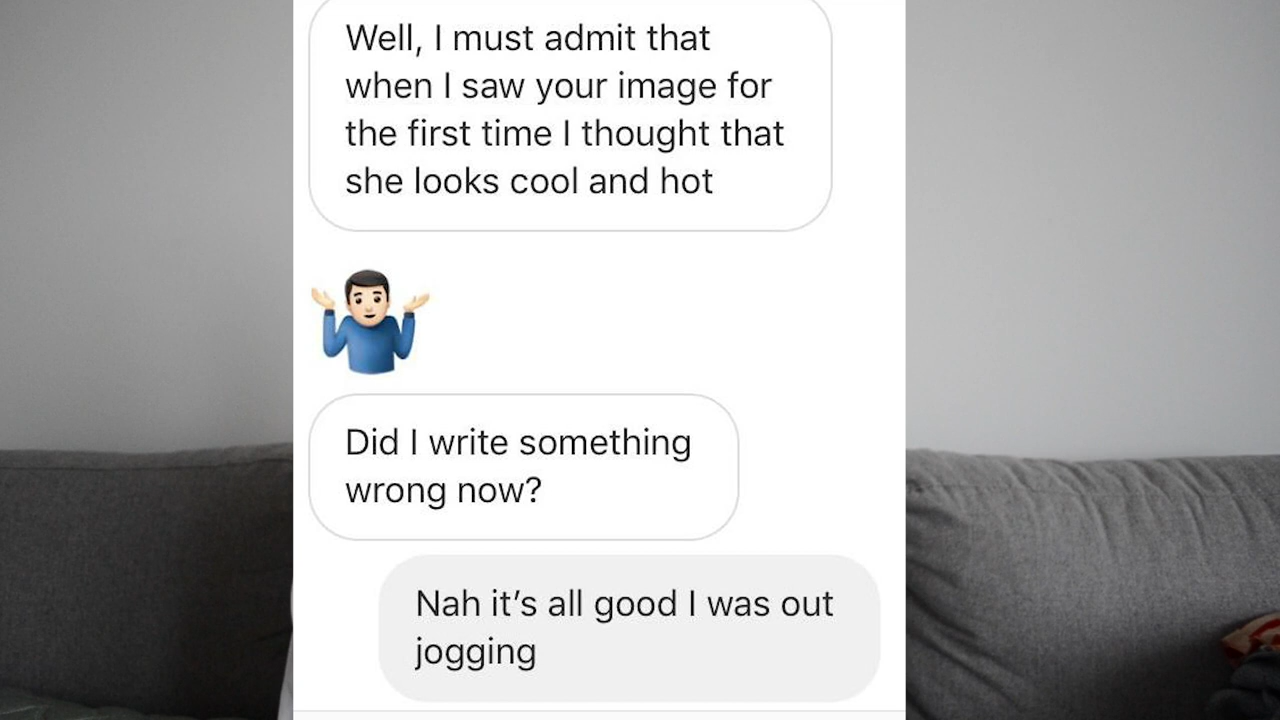 Well, I must admit that
when I saw your image for
the first time I thought that
she looks cool and hot
Did I write something
wrong now?
Nah it’s all good I was out
jogging